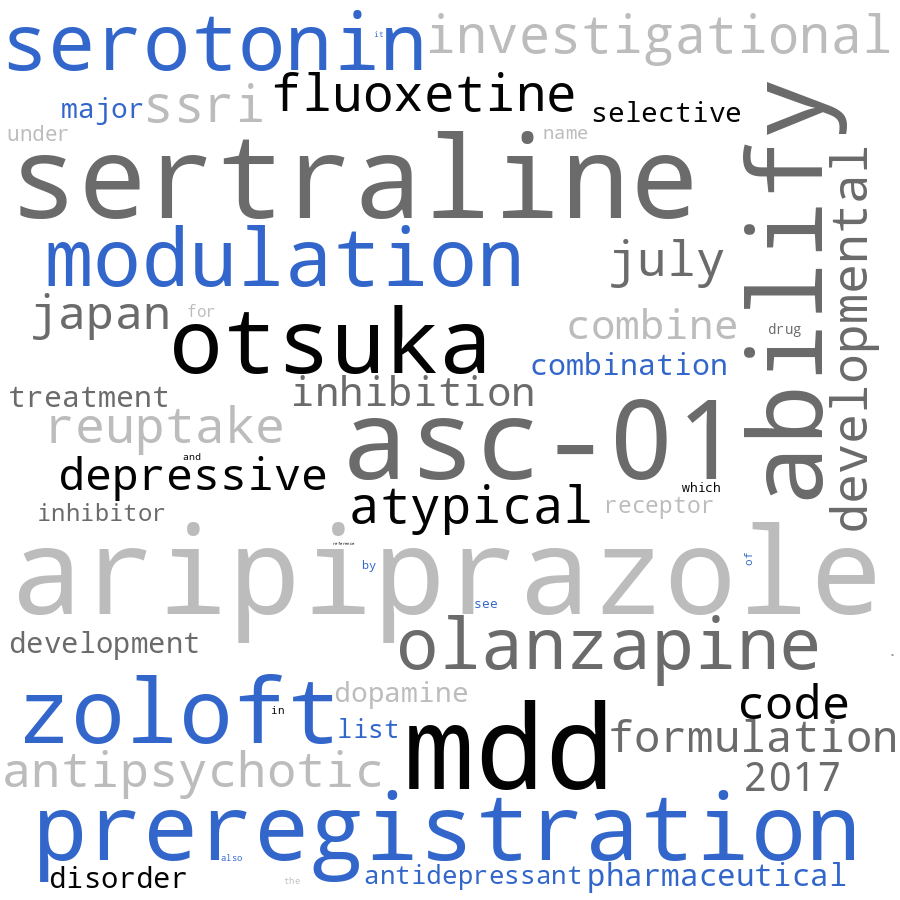 serotonin
it
investigational
major
ssri
fluoxetine
selective
under
name
sertraline
abilify
developmental
modulation
july
japan
for
otsuka
combine
drug
combination
treatment
inhibition
reuptake
asc-01
and
depressive
which
inhibitor
atypical
receptor
aripiprazole
reference
by
of
see
development
olanzapine
.
zoloft
in
dopamine
list
mdd
code
formulation
antipsychotic
2017
preregistration
also
disorder
the
antidepressant
pharmaceutical